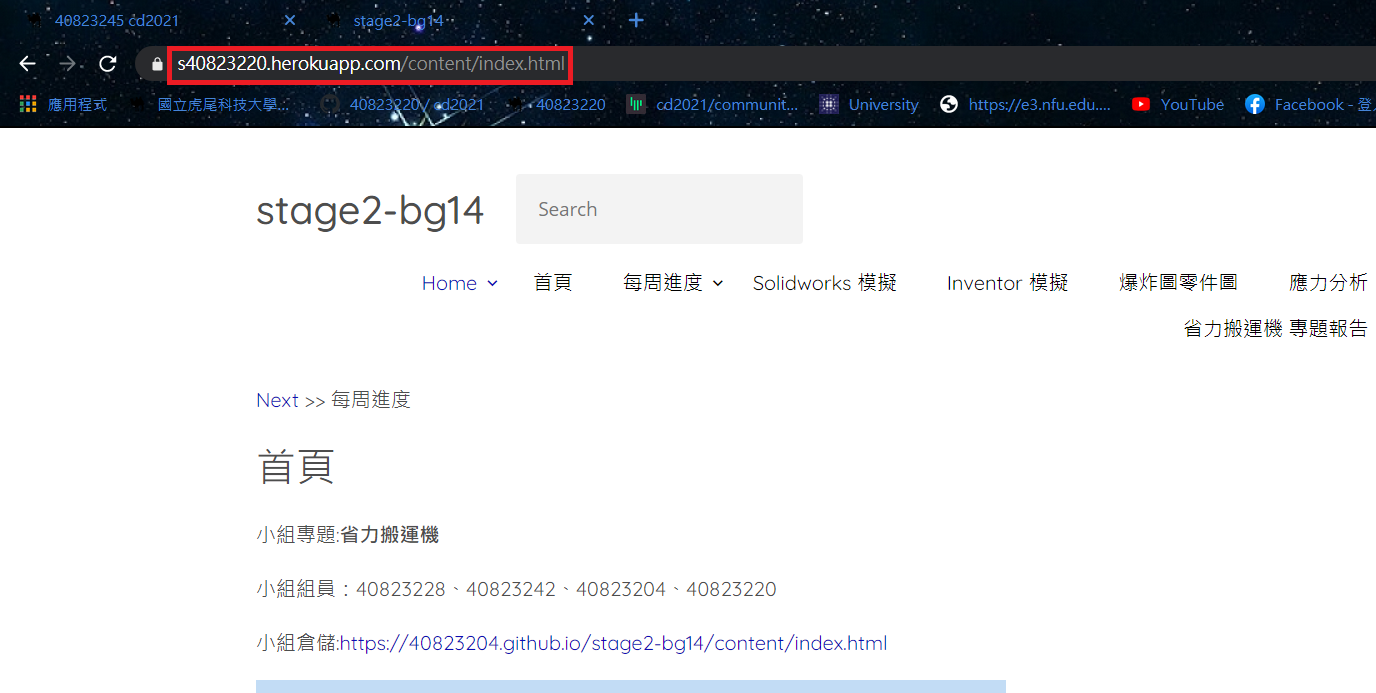 40823245 cd2021
stage2-bg14
s40823220.herokuapp.com/content/index.html
應用程式 國立虎尾科技大學... 40823220 / cd2021 40823220 cd2021/communit... University https://e3.nfu.edu.... YouTube Facebook - 登
stage2-bg14
Search
Home 首頁 每周進度 Solidworks 模擬 Inventor 模擬 爆炸圖零件圖 應力分析
省力搬運機 專題報告
Next >> 每周進度
首頁
小組專題:省力搬運機
小組組員：40823228、40823242、40823204、40823220
小組倉儲:https://40823204.github.io/stage2-bg14/content/index.html